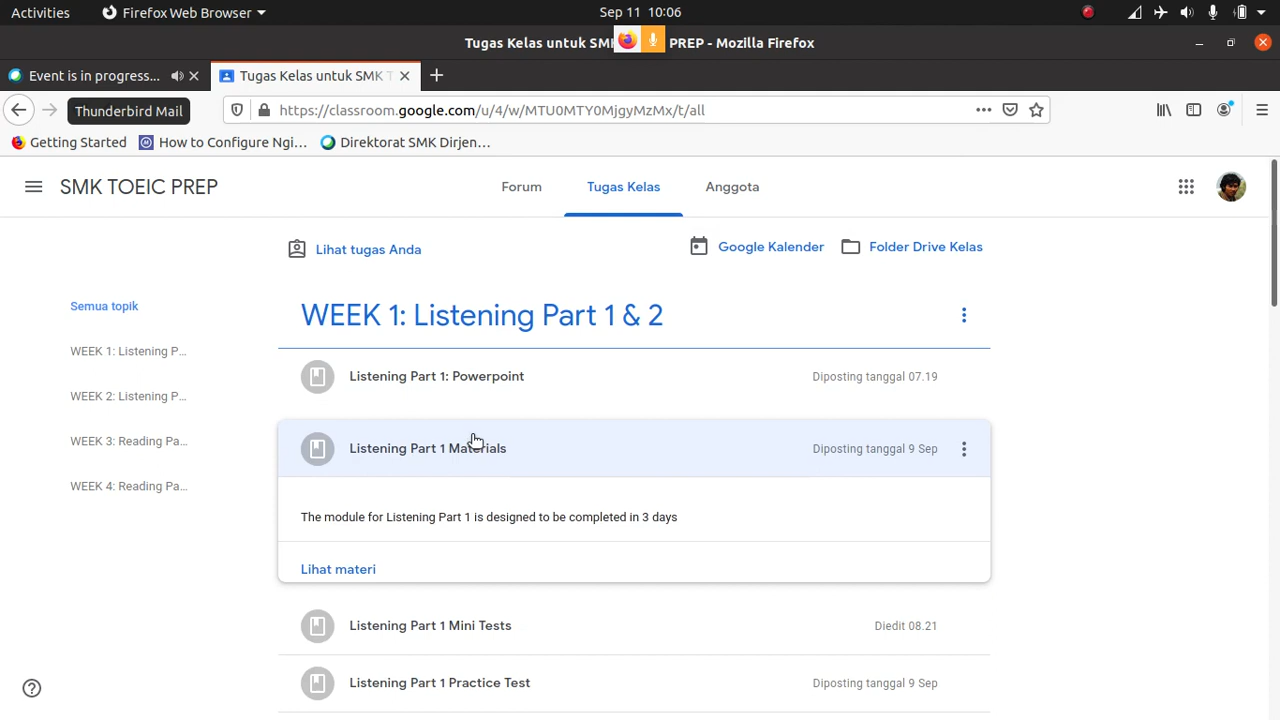 Activities
Firefox Web Browser
Sep 11 10:06
Tugas Kelas untuk SM
PREP - Mozilla Firefox
Event is in progress...
Tugas Kelas untuk SMK T
Thunderbird Mail
https://classroom.google.com/u/4/w/MTU0MTY0MjgyMzMx/t/all
Getting Started
How to Configure Ngi...
Direktorat SMK Dirjen...
SMK TOEIC PREP
Forum
Tugas Kelas
Anggota
Lihat tugas Anda
Google Kalender
Folder Drive Kelas
Semua topik
WEEK 1: Listening P...
WEEK 2: Listening P...
WEEK 3: Reading Pa...
WEEK 4: Reading Pa...
WEEK 1: Listening Part 1 & 2
Listening Part 1: Powerpoint
Diposting tanggal 07.19
Listening Part 1 Materials
Diposting tanggal 9 Sep
The module for Listening Part 1 is designed to be completed in 3 days
Lihat materi
Listening Part 1 Mini Tests
Diedit 08.21
Listening Part 1 Practice Test
Diposting tanggal 9 Sep